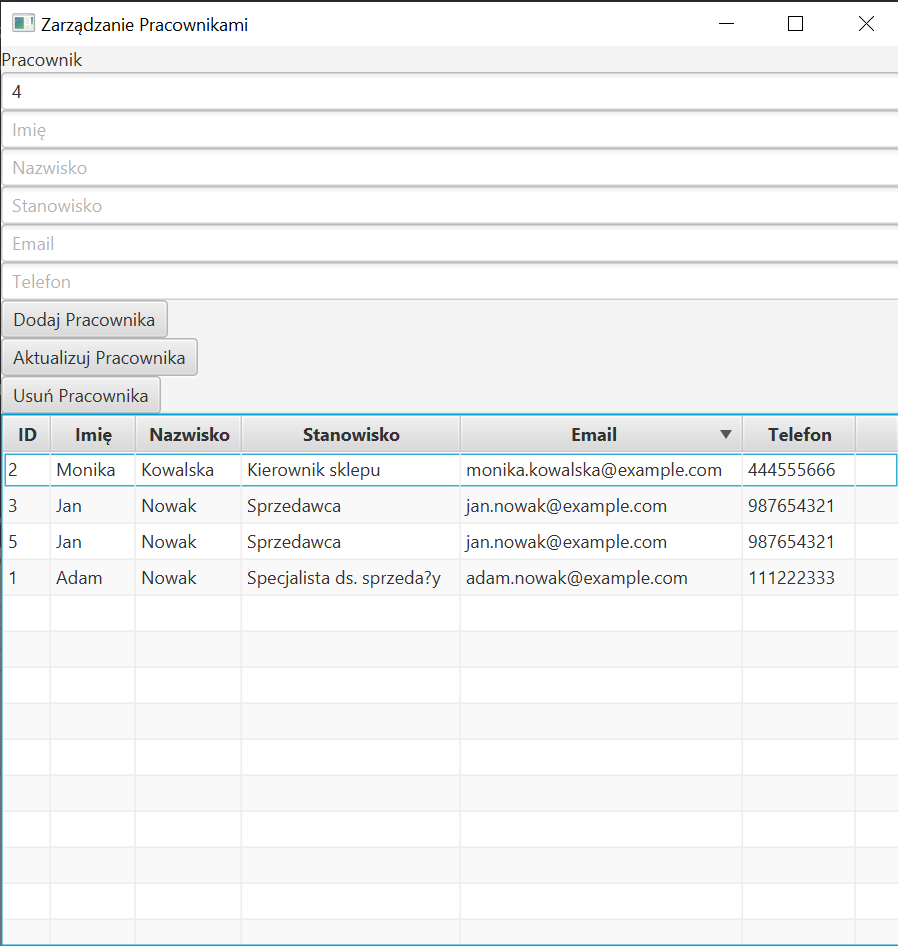 Zarządzanie Pracownikami
Pracownik
4
Imię
Nazwisko
Stanowisko
Email
Telefon
Dodaj Pracownika
Aktualizuj Pracownika
Usuń Pracownika
ID Imię Nazwisko Stanowisko Email Telefon
2 Monika Kowalska Kierownik sklepu monika.kowalska@example.com 444555666
3 Jan Nowak Sprzedawca jan.nowak@example.com 987654321
5 Jan Nowak Sprzedawca jan.nowak@example.com 987654321
1 Adam Nowak Specjalista ds. sprzeda?y adam.nowak@example.com 111222333